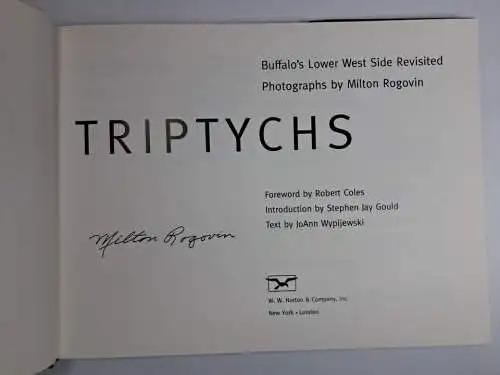 Buffalo's Lower West Side Revisited
Photographs by Milton Rogovin
TRIPTYCHS
Foreword by Robert Coles
Introduction by Stephen Jay Gould
Text by JoAnn Wypijewski
Milton Rogovin
W. W. Norton & Company, Inc.
New York • London